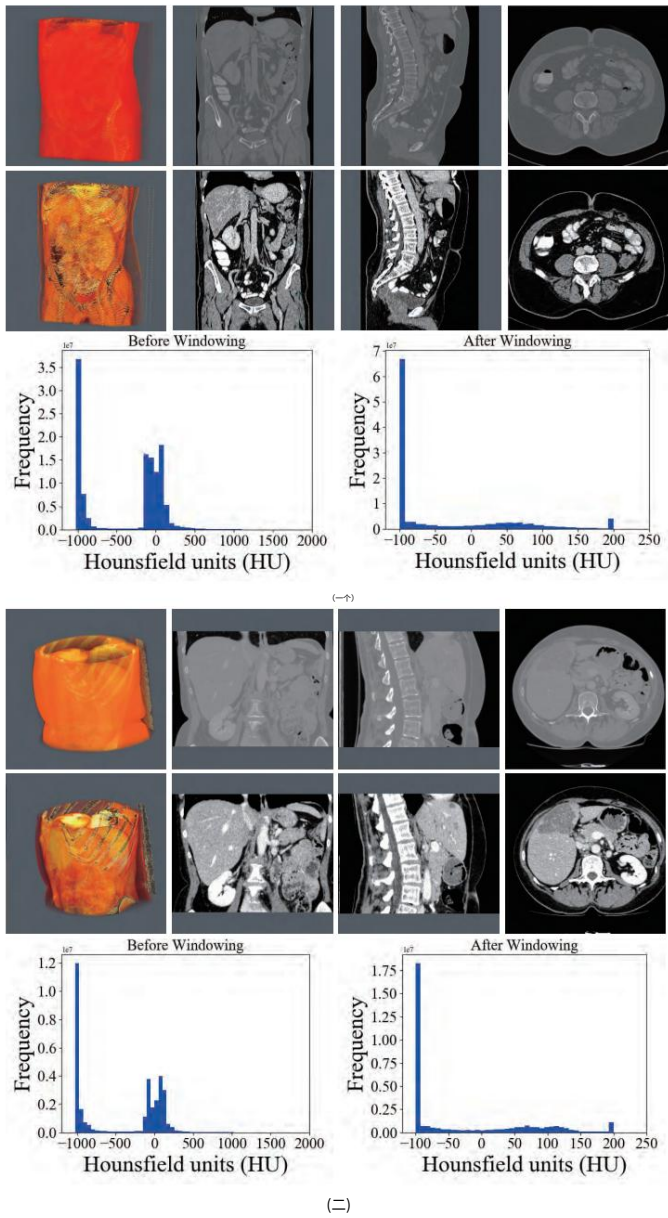 Before Windowing
After Windowing
1e7
3.5
3.0
2.5
2.0
1.5
1.0
0.5
0.0
Frequency
−1000 −500 0 500 1000 1500 2000
Hounsfield units (HU)
7
6
5
4
3
2
1
0
Frequency
−100 −50 0 50 100 150 200 250
Hounsfield units (HU)
(一个)
Before Windowing
After Windowing
1e7
1.2
1.0
0.8
0.6
0.4
0.2
0.0
Frequency
−1000 −500 0 500 1000 1500 2000
Hounsfield units (HU)
1e7
1.75
1.50
1.25
1.00
0.75
0.50
0.25
0.00
Frequency
−100 −50 0 50 100 150 200 250
Hounsfield units (HU)
(二)